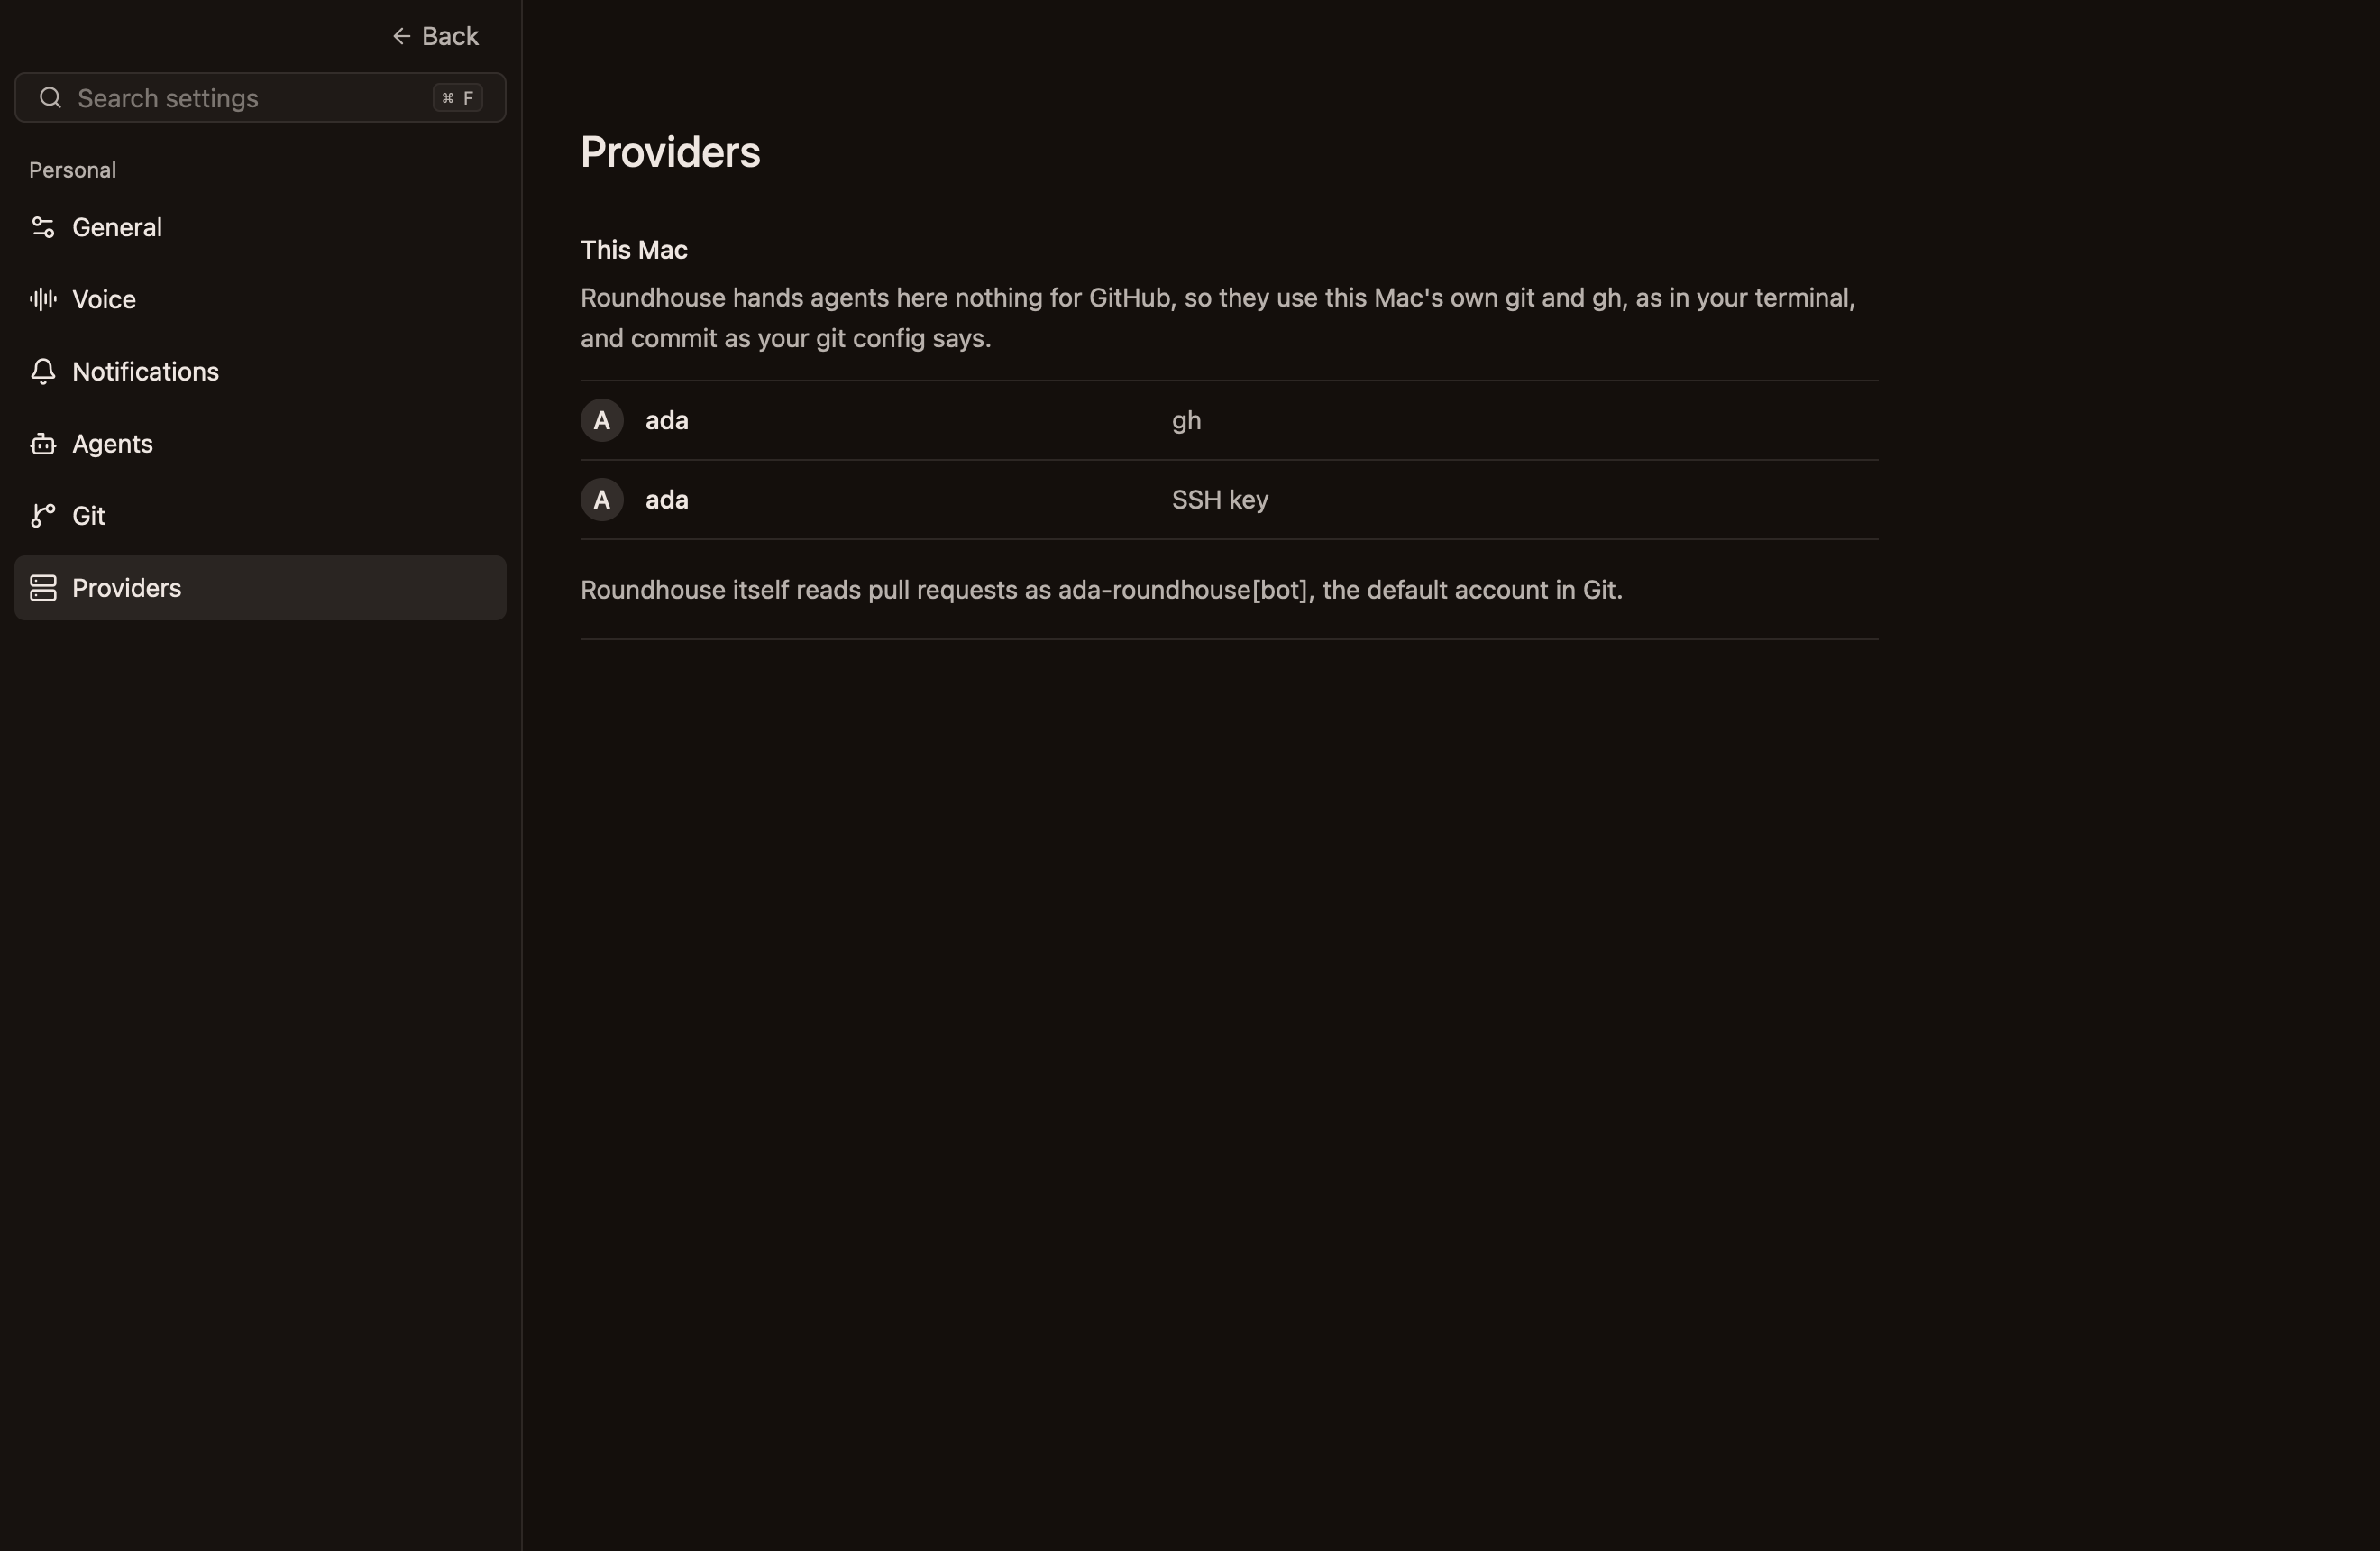 Back
Search settings
⌘ F
Personal
General
Voice
Notifications
Agents
Git
Providers
Providers
This Mac
Roundhouse hands agents here nothing for GitHub, so they use this Mac's own git and gh, as in your terminal,
and commit as your git config says.
A ada gh
A ada SSH key
Roundhouse itself reads pull requests as ada-roundhouse[bot], the default account in Git.